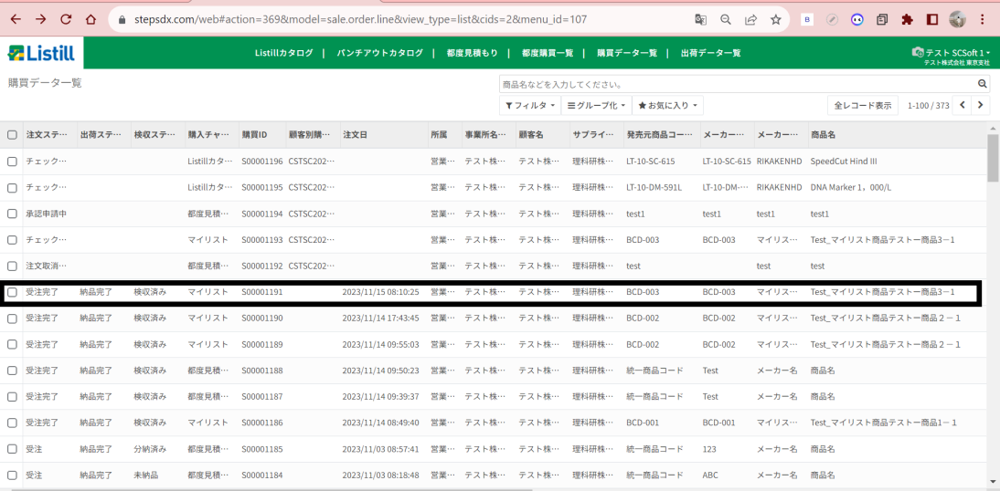 stepsdx.com/web#action=369&model=sale.order.line&view_type=list&cids=2&menu_id=107
Listill
Listillカタログ | パンチアウトカタログ | 都度見積もり | 都度購買一覧 | 購買データ一覧 | 出荷データ一覧
テスト SCSoft 1
テスト株式会社 東京支社
購買データ一覧
商品名などを入力してください。
フィルタ グループ化 お気に入り 全レコード表示 1-100 / 373
注文ステ… 出荷ステ… 検収ステ… 購入チャ… 購買ID 顧客別購… 注文日 所属 事業所名… 顧客名 サプライ… 発売元商品コー… メーカー… メーカー… 商品名
チェック… Listillカタ… S00001196 CSTSC202… 営業… テスト株… テスト株… 理科研株… LT-10-SC-615 LT-10-SC-615 RIKAKENHD SpeedCut Hind III
チェック… Listillカタ… S00001195 CSTSC202… 営業… テスト株… テスト株… 理科研株… LT-10-DM-591L LT-10-DM-… RIKAKENHD DNA Marker 1，000/L
承認申請中 都度見積… S00001194 CSTSC202… 営業… テスト株… テスト株… 理科研株… test1 test1 test1 test1
チェック… マイリスト S00001193 CSTSC202… 営業… テスト株… テスト株… 理科研株… BCD-003 BCD-003 マイリス… Test_マイリスト商品テストー商品3－1
注文取消… 都度見積… S00001192 CSTSC202… 営業… テスト株… テスト株… 理科研株… test test test
受注完了 納品完了 検収済み マイリスト S00001191 2023/11/15 08:10:25 営業… テスト株… テスト株… 理科研株… BCD-003 BCD-003 マイリス… Test_マイリスト商品テストー商品3－1
受注完了 納品完了 検収済み マイリスト S00001190 2023/11/14 17:43:45 営業… テスト株… テスト株… 理科研株… BCD-002 BCD-002 マイリス… Test_マイリスト商品テストー商品２－１
受注完了 納品完了 検収済み マイリスト S00001189 2023/11/14 09:55:03 営業… テスト株… テスト株… 理科研株… BCD-002 BCD-002 マイリス… Test_マイリスト商品テストー商品２－１
受注完了 納品完了 検収済み 都度見積… S00001188 2023/11/14 09:50:23 営業… テスト株… テスト株… 理科研株… 統一商品コード Test メーカー名 商品名
受注完了 納品完了 検収済み 都度見積… S00001187 2023/11/14 09:39:37 営業… テスト株… テスト株… 理科研株… 統一商品コード Test メーカー名 商品名
受注完了 納品完了 検収済み マイリスト S00001186 2023/11/14 08:49:40 営業… テスト株… テスト株… 理科研株… BCD-001 BCD-001 マイリス… Test_マイリスト商品テストー商品1－１
受注 納品完了 分納済み 都度見積… S00001185 2023/11/03 08:57:41 営業… テスト株… テスト株… 理科研株… 統一商品コード 123 メーカー名 商品名
受注 納品完了 未納品 都度見積… S00001184 2023/11/03 08:18:48 営業… テスト株… テスト株… 理科研株… 統一商品コード ABC メーカー名 商品名